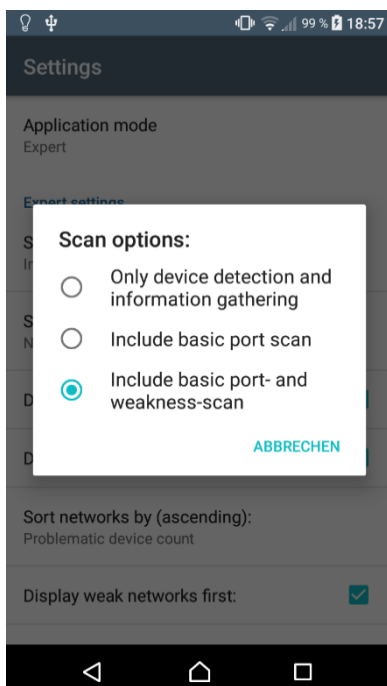 99 % 18:57
Settings
Application mode
Expert
Expert settings
Scan options:
Only device detection and
information gathering
Include basic port scan
Include basic port- and
weakness-scan
ABBRECHEN
Sort networks by (ascending):
Problematic device count
Display weak networks first: